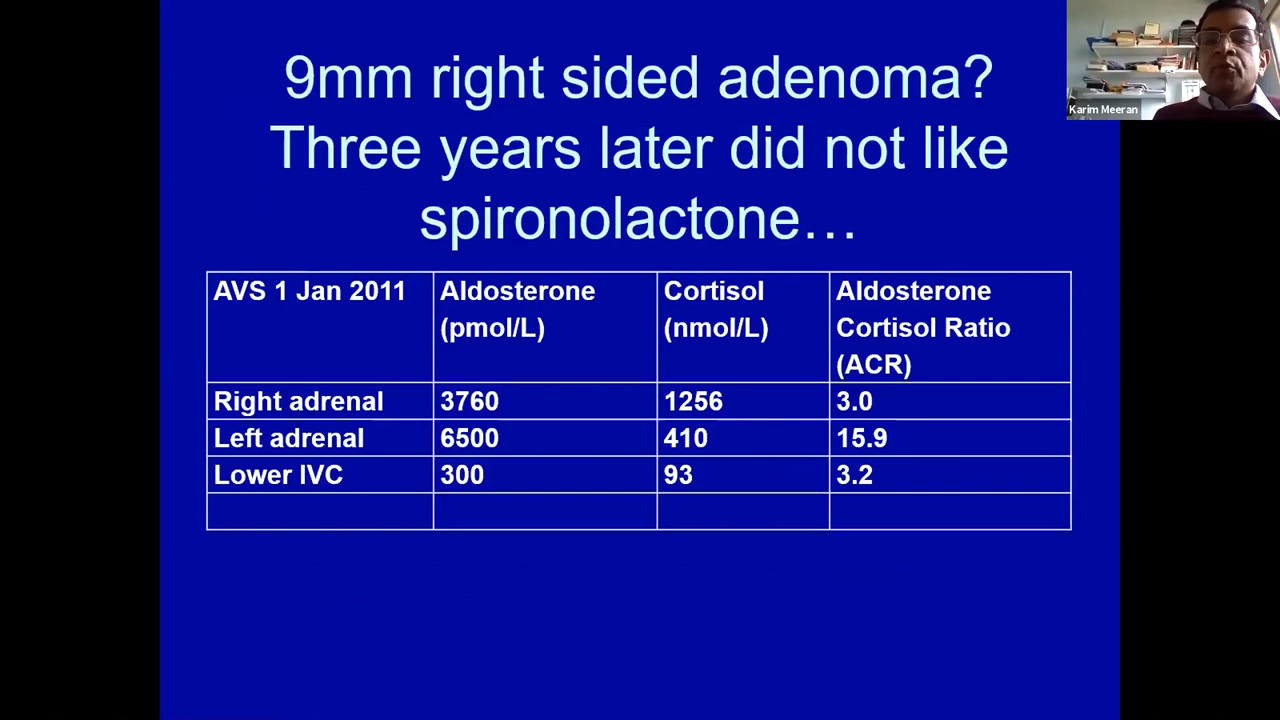 9mm right sided adenoma?
Three years later did not like
spironolactone…
Karim Meeran
AVS 1 Jan 2011 Aldosterone (pmol/L) Cortisol (nmol/L) Aldosterone Cortisol Ratio (ACR)
Right adrenal 3760 1256 3.0
Left adrenal 6500 410 15.9
Lower IVC 300 93 3.2